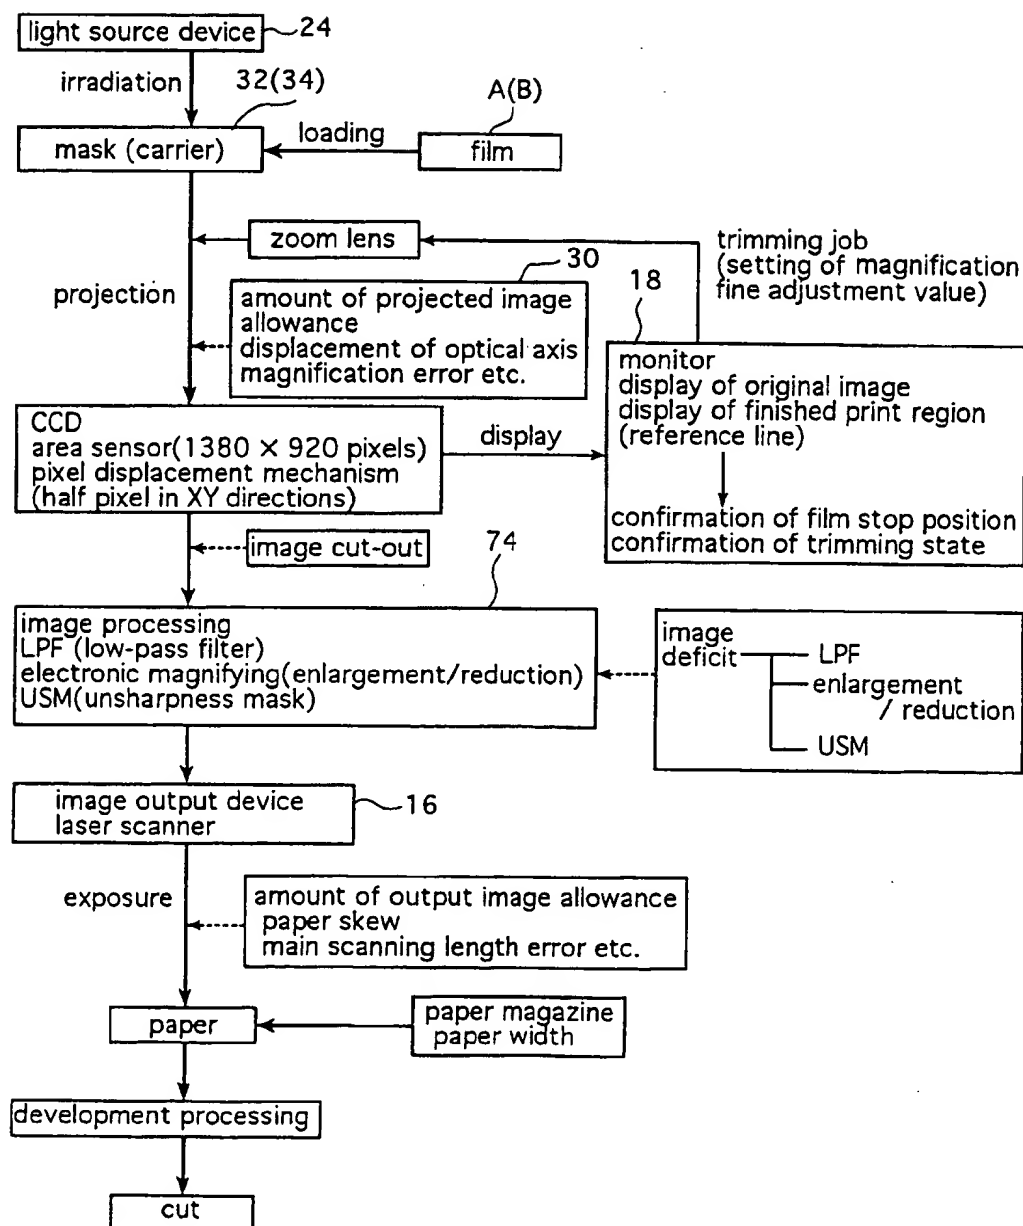 light source device 24
irradiation
32(34)
A(B)
mask (carrier)
loading
film
zoom lens
trimming job
(setting of magnification
fine adjustment value)
30
18
projection
amount of projected image
allowance
displacement of optical axis
magnification error etc.
monitor
display of original image
display of finished print region
(reference line)
confirmation of film stop position
confirmation of trimming state
CCD
area sensor(1380 × 920 pixels)
pixel displacement mechanism
(half pixel in XY directions)
display
image cut-out
74
image processing
LPF (low-pass filter)
electronic magnifying(enlargement/reduction)
USM(unsharpness mask)
image
deficit
LPF
enlargement
/ reduction
USM
image output device
laser scanner
16
exposure
amount of output image allowance
paper skew
main scanning length error etc.
paper
paper magazine
paper width
development processing
cut